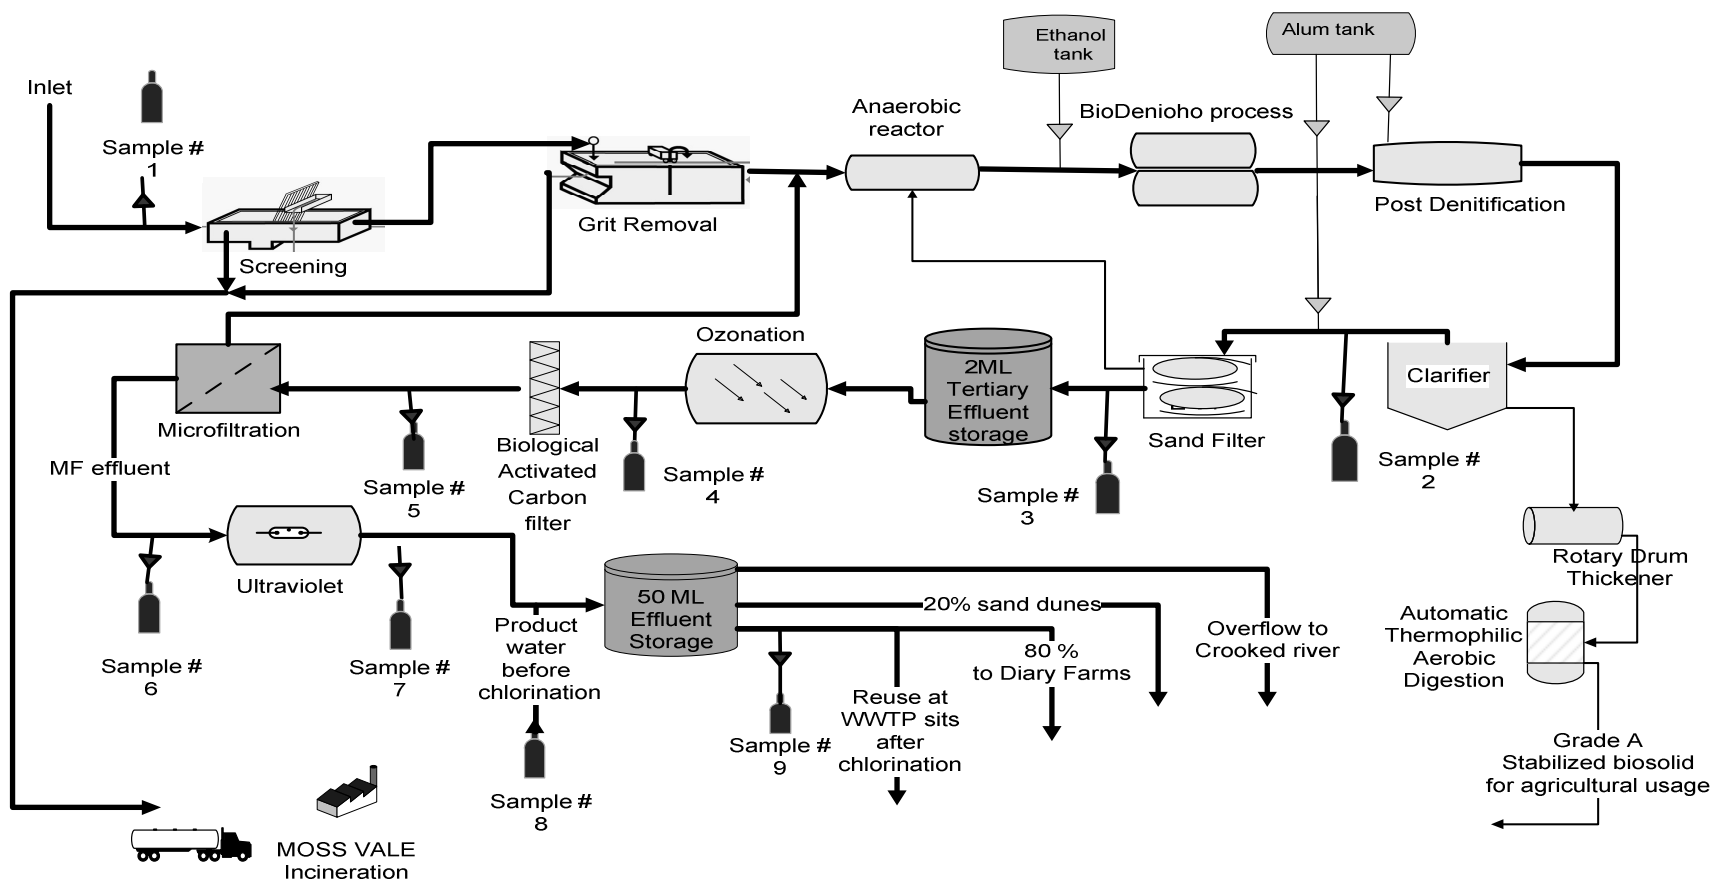 Inlet
Sample #
1
Screening
Grit Removal
Anaerobic
reactor
Ethanol
tank
BioDenioho process
Alum tank
Post Denitification
Ozonation
2ML
Tertiary
Effluent
storage
Sand Filter
Clarifier
Microfiltration
MF effluent
Sample #
5
Biological
Activated
Carbon
filter
Sample #
4
Sample #
3
Sample #
2
Rotary Drum
Thickener
Automatic
Thermophilic
Aerobic
Digestion
Grade A
Stabilized biosolid
for agricultural usage
Ultraviolet
Sample #
6
Sample #
7
Product
water
before
chlorination
Sample #
8
50 ML
Effluent
Storage
20% sand dunes
80 %
to Diary Farms
Overflow to
Crooked river
Reuse at
WWTP sits
after
chlorination
Sample #
9
MOSS VALE
Incineration